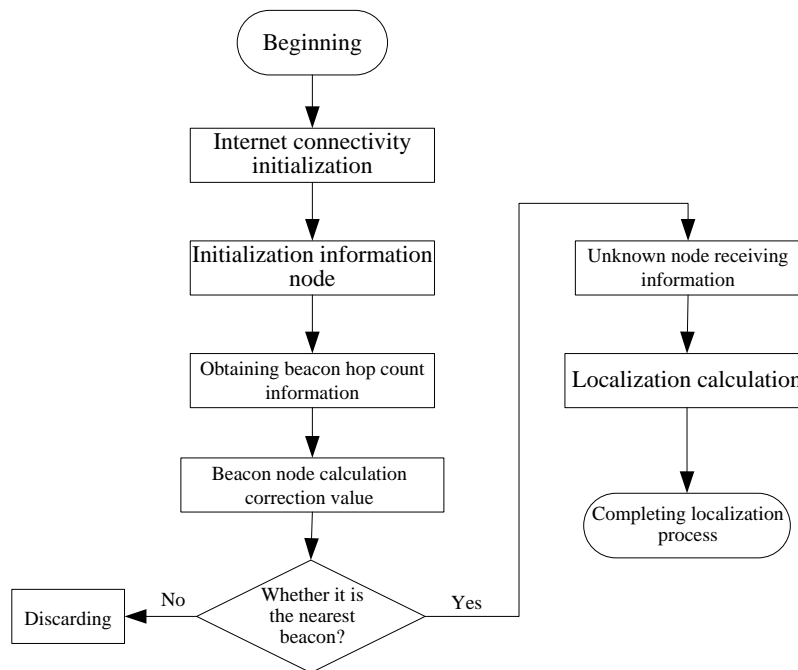 Beginning
Internet connectivity
initialization
Initialization information
node
Obtaining beacon hop count
information
Beacon node calculation
correction value
Whether it is
the nearest
beacon?
No
Discarding
Yes
Unknown node receiving
information
Localization calculation
Completing localization
process